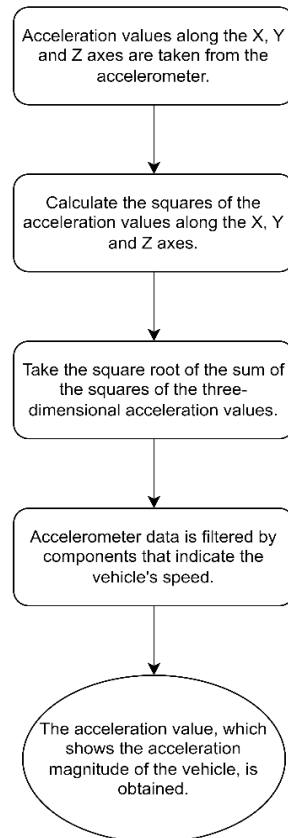 Acceleration values along the X, Y
and Z axes are taken from the
accelerometer.
Calculate the squares of the
acceleration values along the X, Y
and Z axes.
Take the square root of the sum of
the squares of the three-
dimensional acceleration values.
Accelerometer data is filtered by
components that indicate the
vehicle's speed.
The acceleration value, which
shows the acceleration
magnitude of the vehicle, is
obtained.